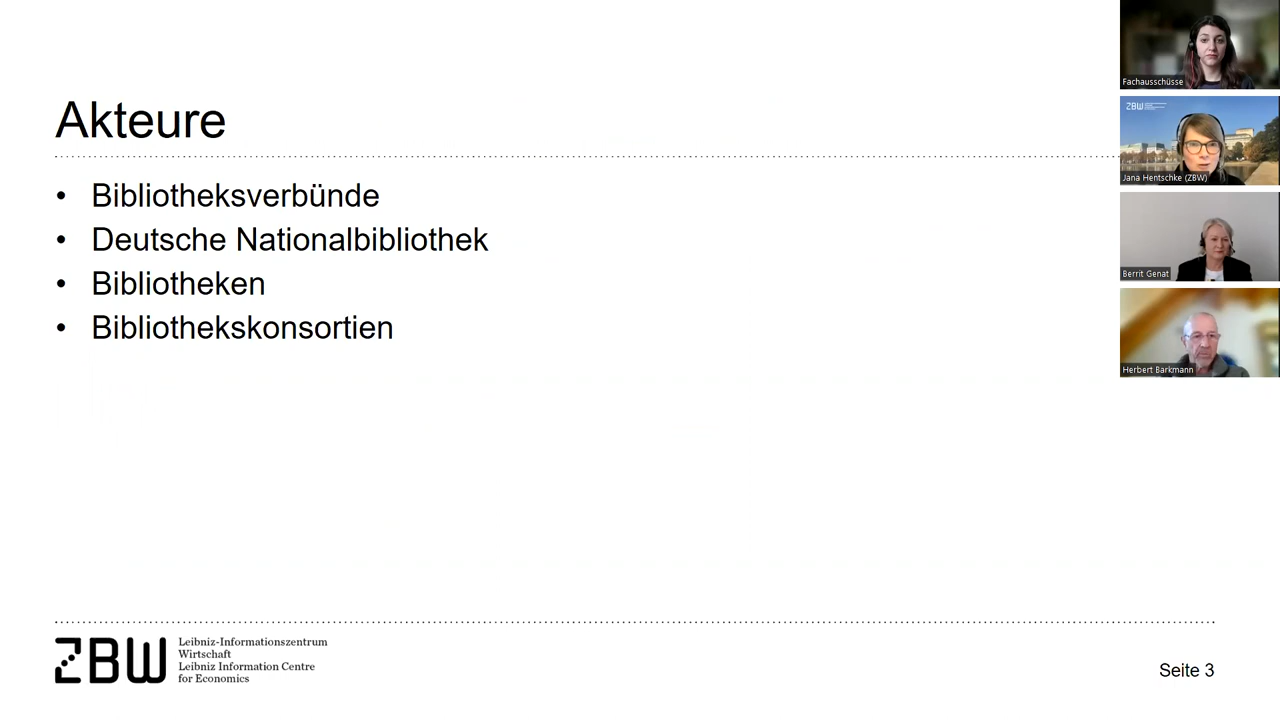 Akteure
• Bibliotheksverbünde
• Deutsche Nationalbibliothek
• Bibliotheken
• Bibliothekskonsortien
ZBW
Leibniz-Informationszentrum
Wirtschaft
Leibniz Information Centre
for Economics
Seite 3
Fachausschüsse
ZBW
Jana Hentschke (ZBW)
Berrit Genat
Herbert Barkmann